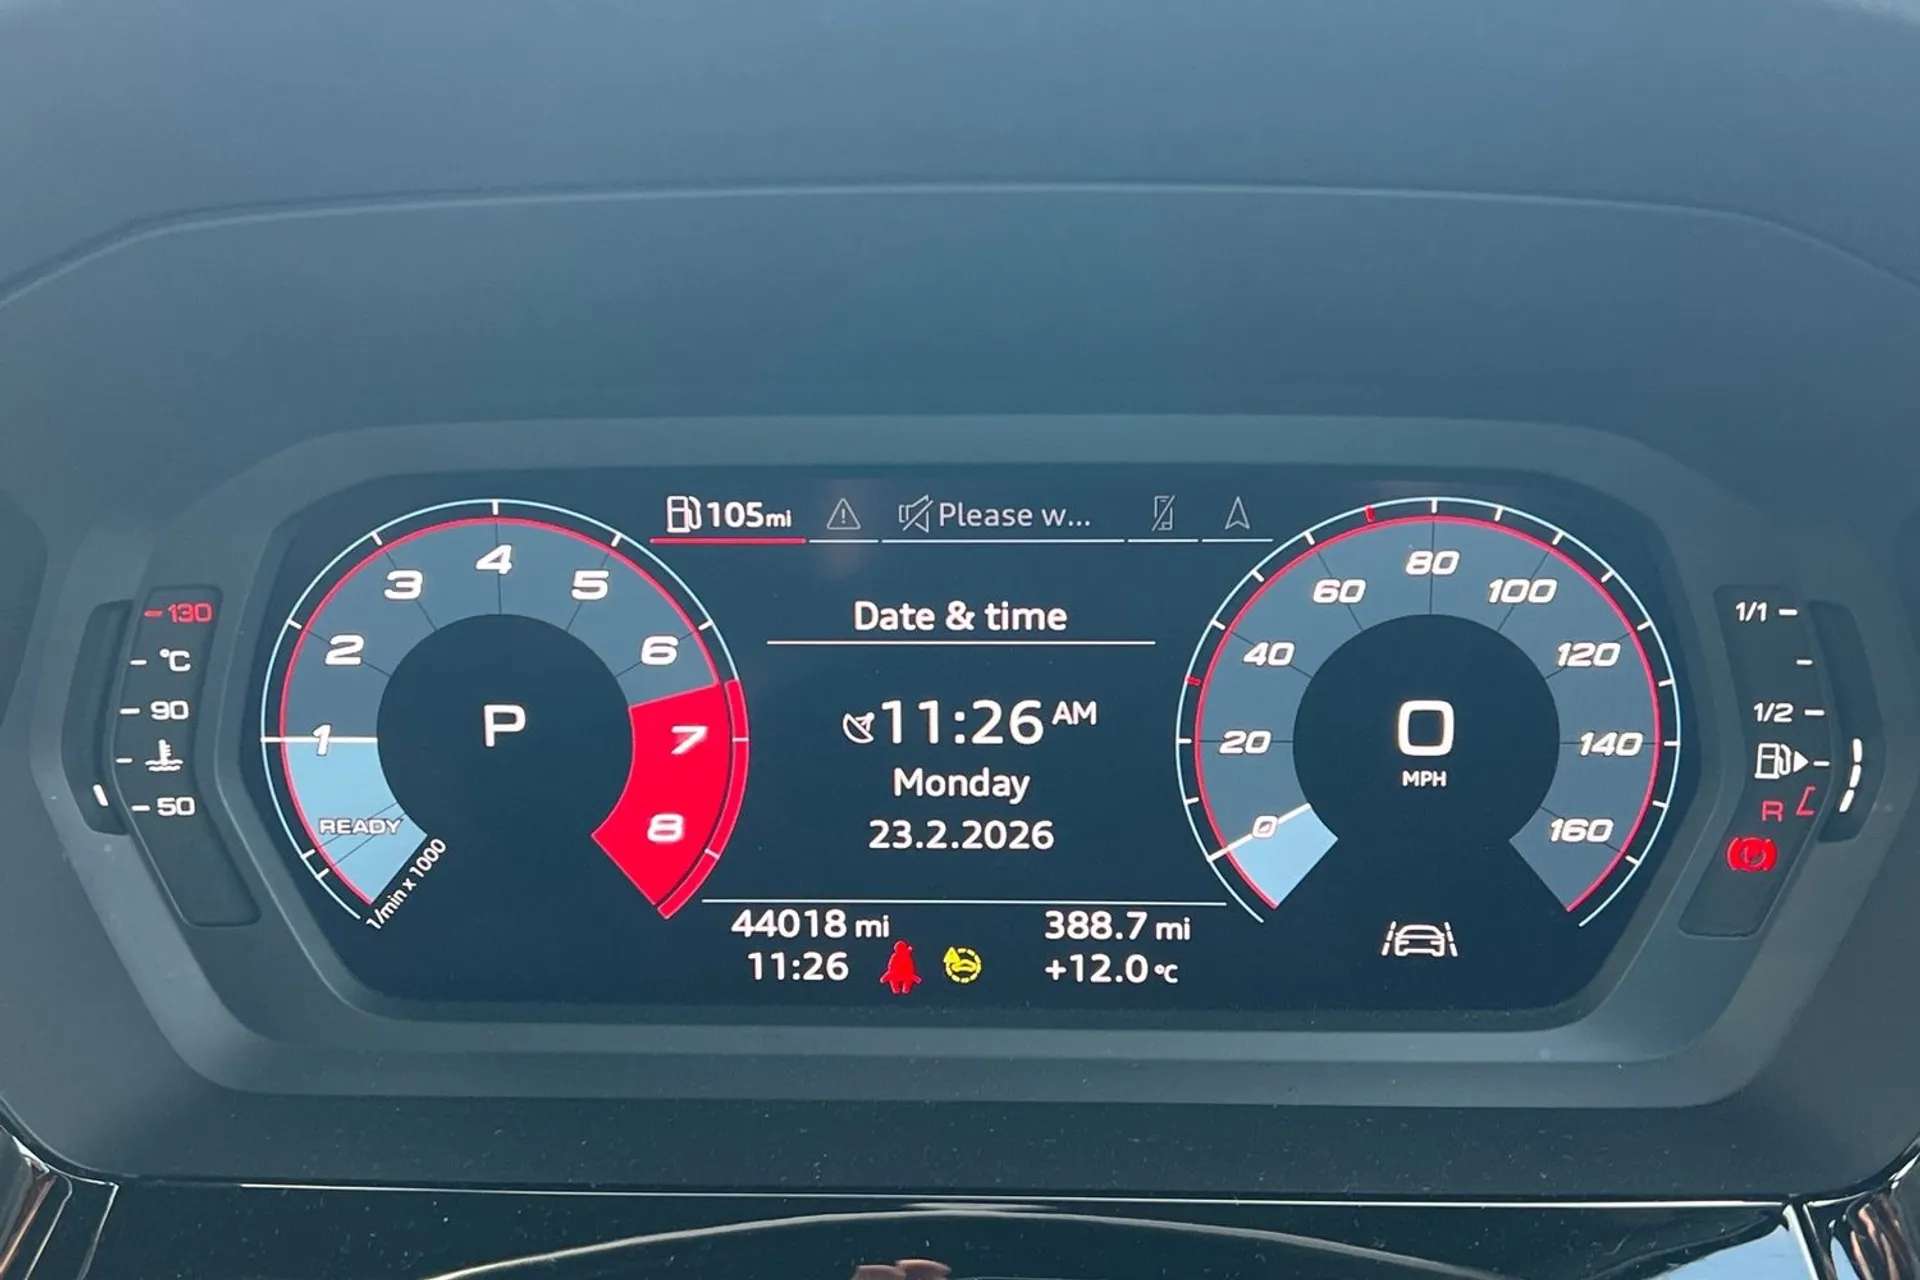 105mi
Please w...
Date & time
11:26 AM
Monday
23.2.2026
44018 mi
11:26
388.7 mi
+12.0 °C
1
2
3
4
5
6
7
8
READY
1/min x 1000
P
0
20
40
60
80
100
120
140
160
0
MPH
130
°C
90
50
1/1
1/2
R